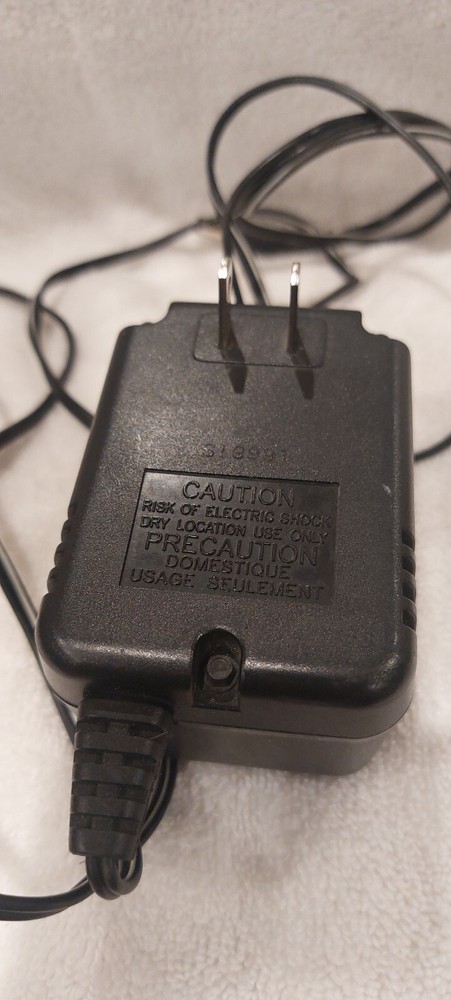 CAUTION
RISK OF ELECTRIC SHOCK
DRY LOCATION USE ONLY
PRECAUTION
DOMESTIQUE
USAGE SEULEMENT